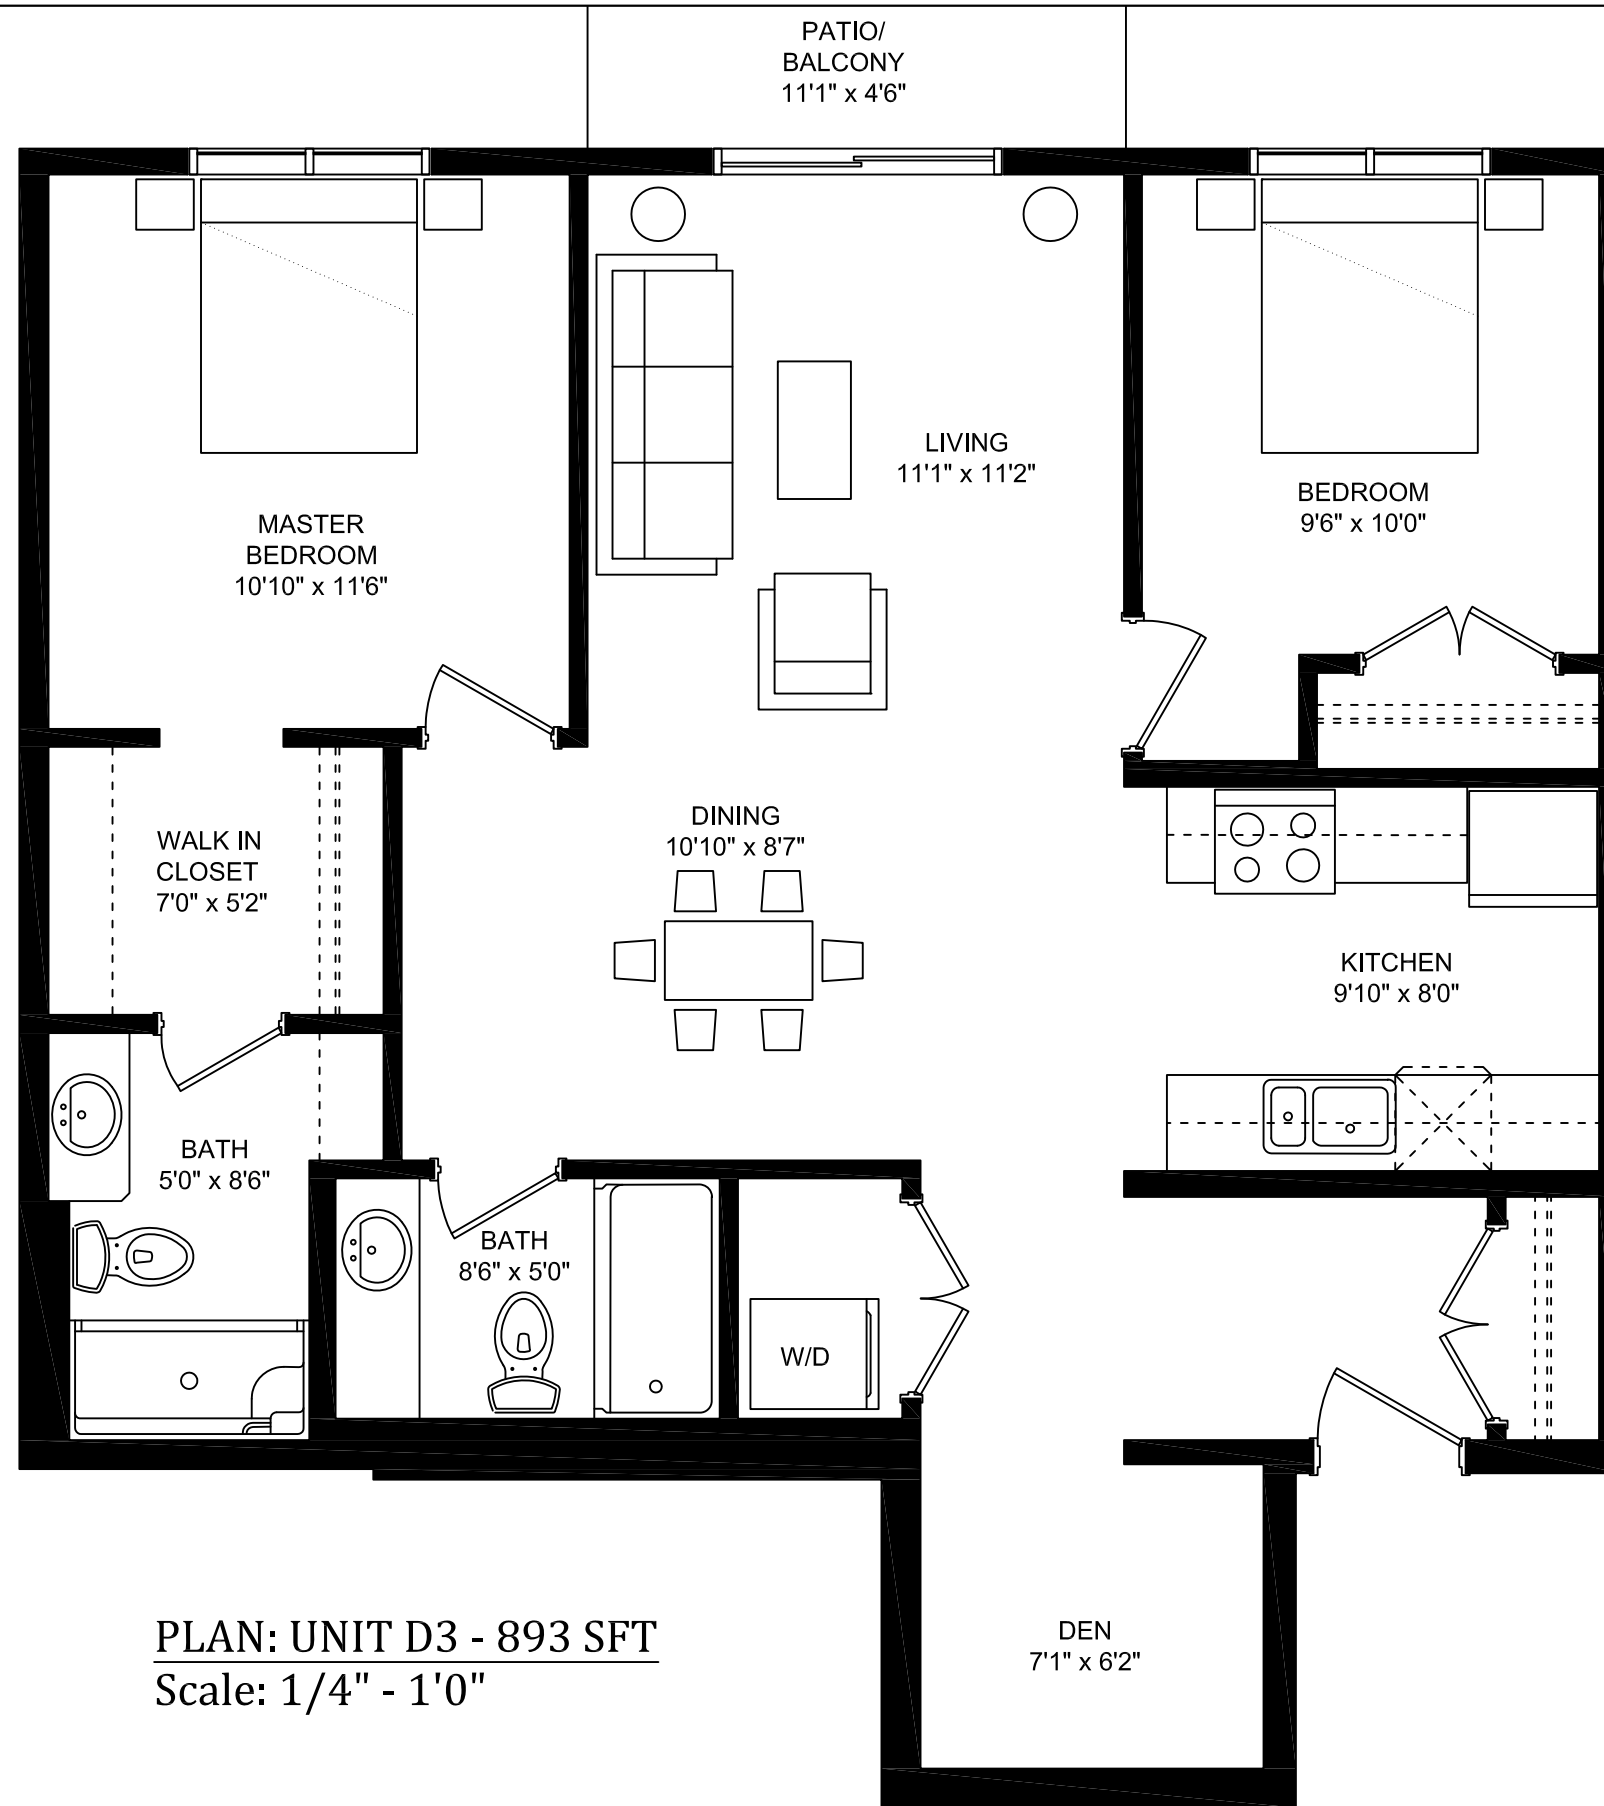 PATIO/
BALCONY
11'1" x 4'6"
LIVING
11'1" x 11'2"
BEDROOM
9'6" x 10'0"
MASTER
BEDROOM
10'10" x 11'6"
DINING
10'10" x 8'7"
WALK IN
CLOSET
7'0" x 5'2"
KITCHEN
9'10" x 8'0"
BATH
5'0" x 8'6"
BATH
8'6" x 5'0"
W/D
DEN
7'1" x 6'2"
PLAN: UNIT D3 - 893 SFT
Scale: 1/4" - 1'0"